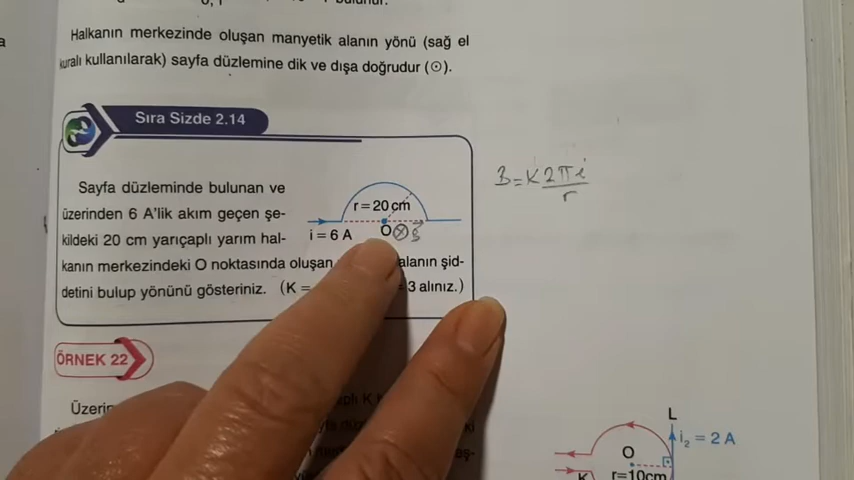 Halkanın merkezinde oluşan manyetik alanın yönü (sağ el
kuralı kullanılarak) sayfa düzlemine dik ve dışa doğrudur (⊙).
Sıra Sizde 2.14
Sayfa düzleminde bulunan ve
üzerinden 6 A'lik akım geçen şe-
kildeki 20 cm yarıçaplı yarım hal-
kanın merkezindeki O noktasında oluşan alanın şid-
detini bulup yönünü gösteriniz. (K = 3 alınız.)
r = 20 cm
i = 6 A
O ⊗ B
B = K 2πi / r
ÖRNEK 22
L
i₂ = 2 A
O
r=10cm
K